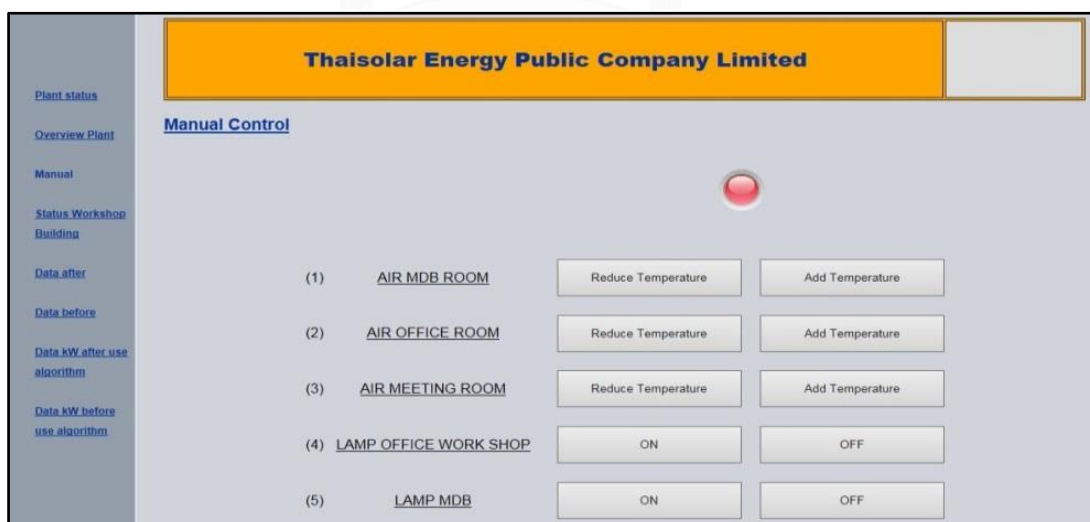 Thaisolar Energy Public Company Limited
Plant status
Overview Plant
Manual
Status Workshop
Building
Data after
Data before
Data kW after use
algorithm
Data kW before
use algorithm
Manual Control
(1) AIR MDB ROOM Reduce Temperature Add Temperature
(2) AIR OFFICE ROOM Reduce Temperature Add Temperature
(3) AIR MEETING ROOM Reduce Temperature Add Temperature
(4) LAMP OFFICE WORK SHOP ON OFF
(5) LAMP MDB ON OFF